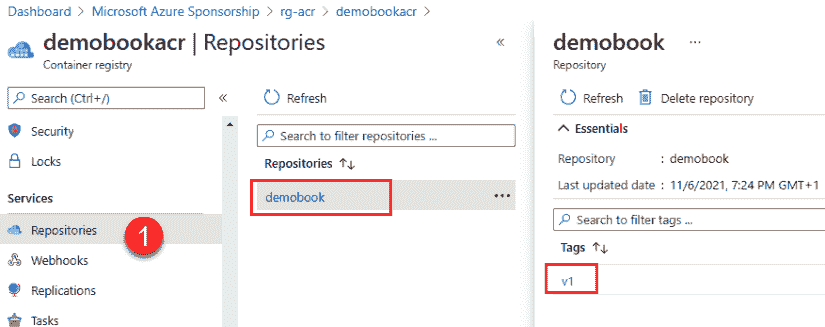 Dashboard > Microsoft Azure Sponsorship > rg-acr > demobookacr >
demobookacr | Repositories
Container registry
Search (Ctrl+/)
Security
Locks
Services
Repositories
1
Webhooks
Replications
Tasks
Refresh
Search to filter repositories ...
Repositories ↑↓
demobook
demobook ...
Repository
Refresh
Delete repository
Essentials
Repository : demobook
Last updated date : 11/6/2021, 7:24 PM GMT+1
Search to filter tags ...
Tags ↑↓
v1